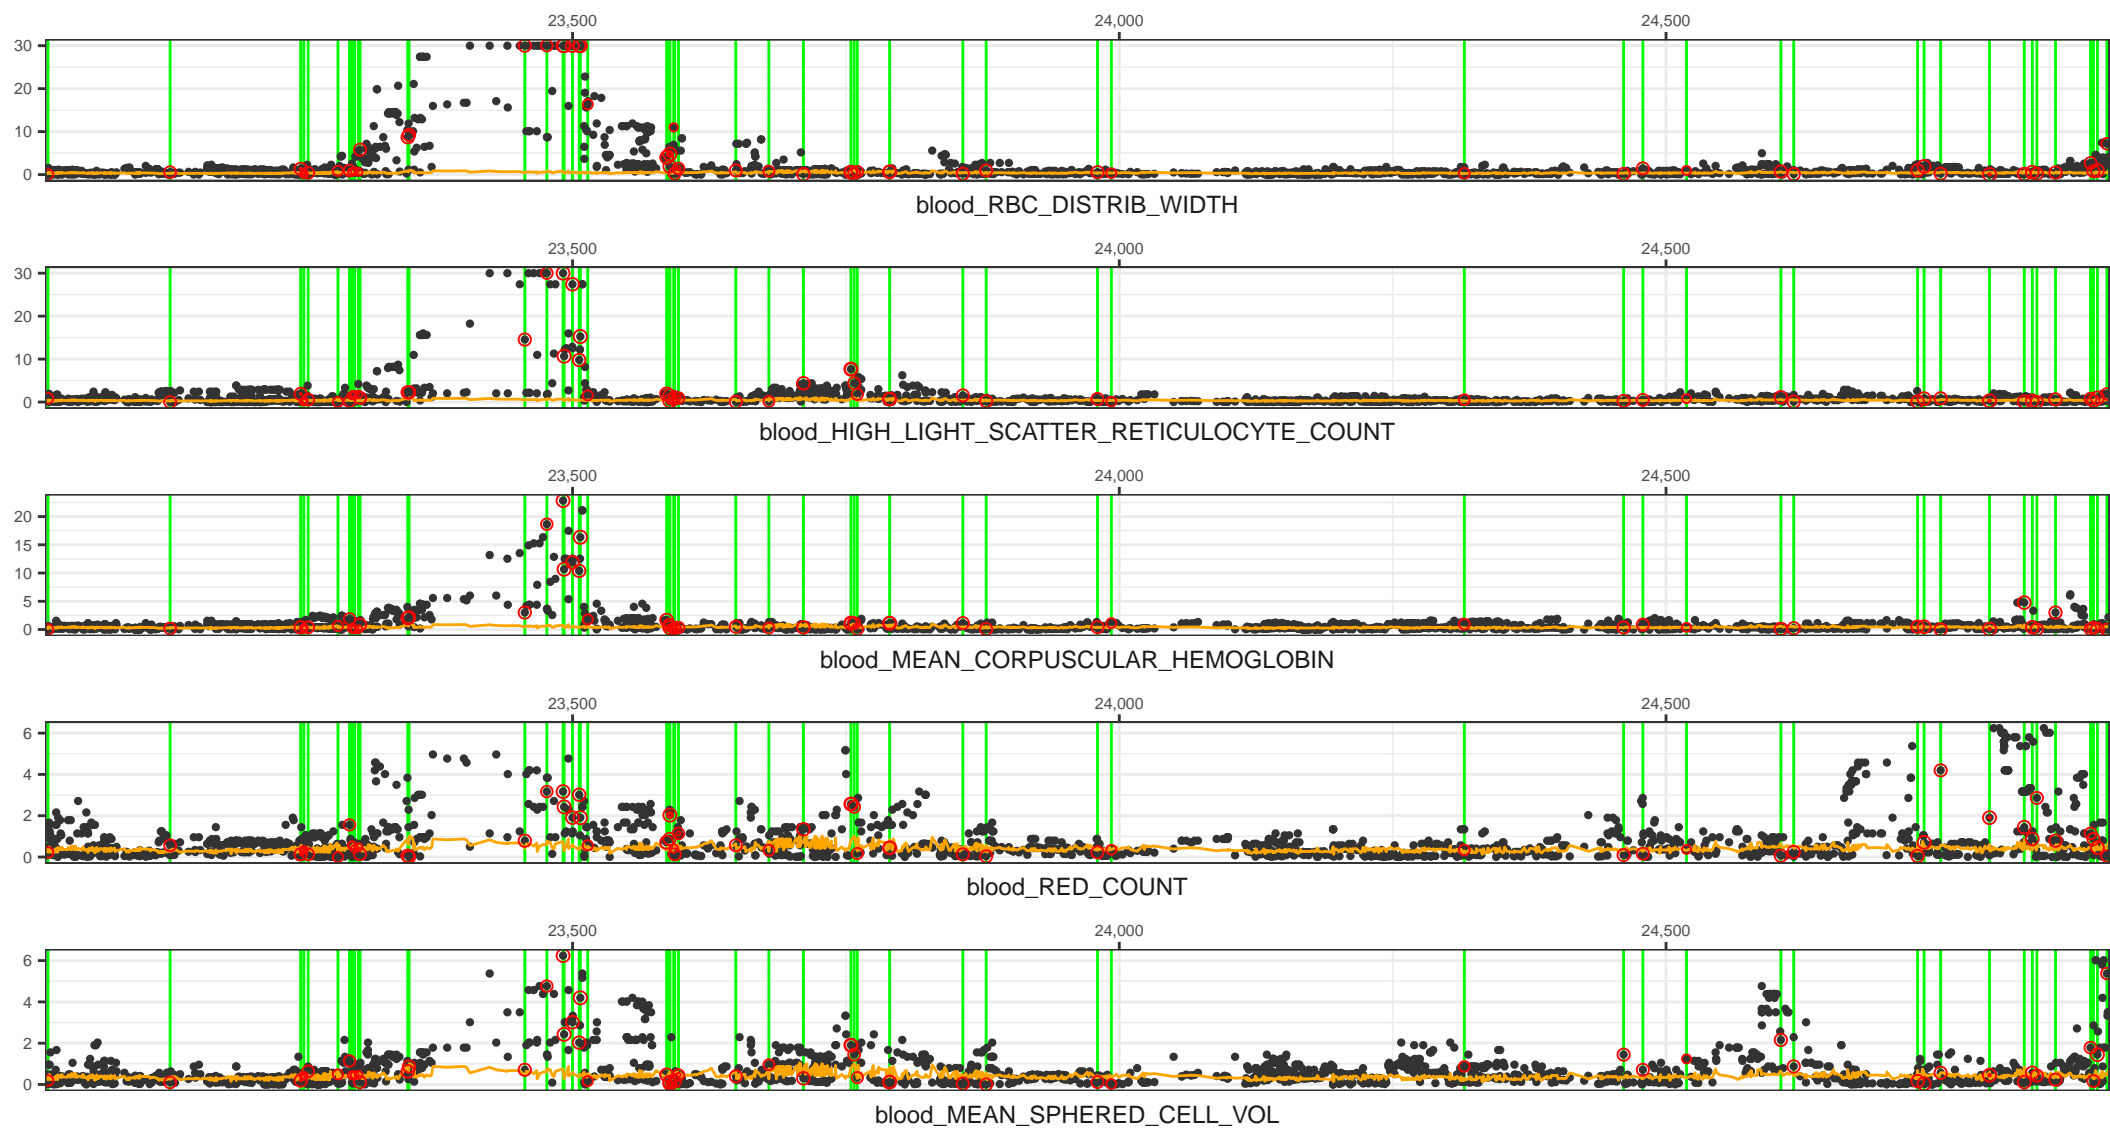 23,500 24,000 24,500
30
20
10
0
blood_RBC_DISTRIB_WIDTH
23,500 24,000 24,500
30
20
10
0
blood_HIGH_LIGHT_SCATTER_RETICULOCYTE_COUNT
23,500 24,000 24,500
20
15
10
5
0
blood_MEAN_CORPUSCULAR_HEMOGLOBIN
23,500 24,000 24,500
6
4
2
0
blood_RED_COUNT
23,500 24,000 24,500
6
4
2
0
blood_MEAN_SPHERED_CELL_VOL